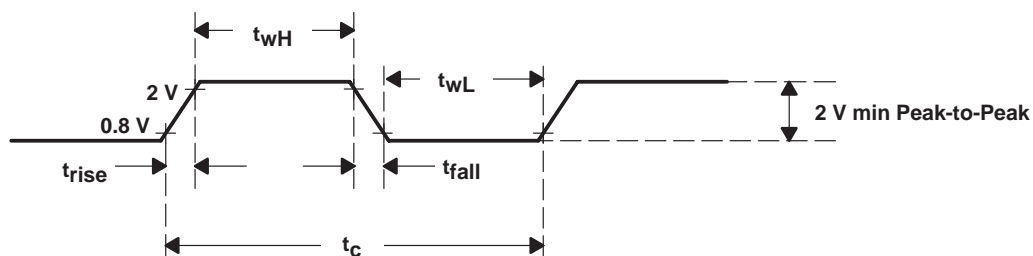 twH
twL
2 V
2 V min Peak-to-Peak
0.8 V
trise
tfall
tc